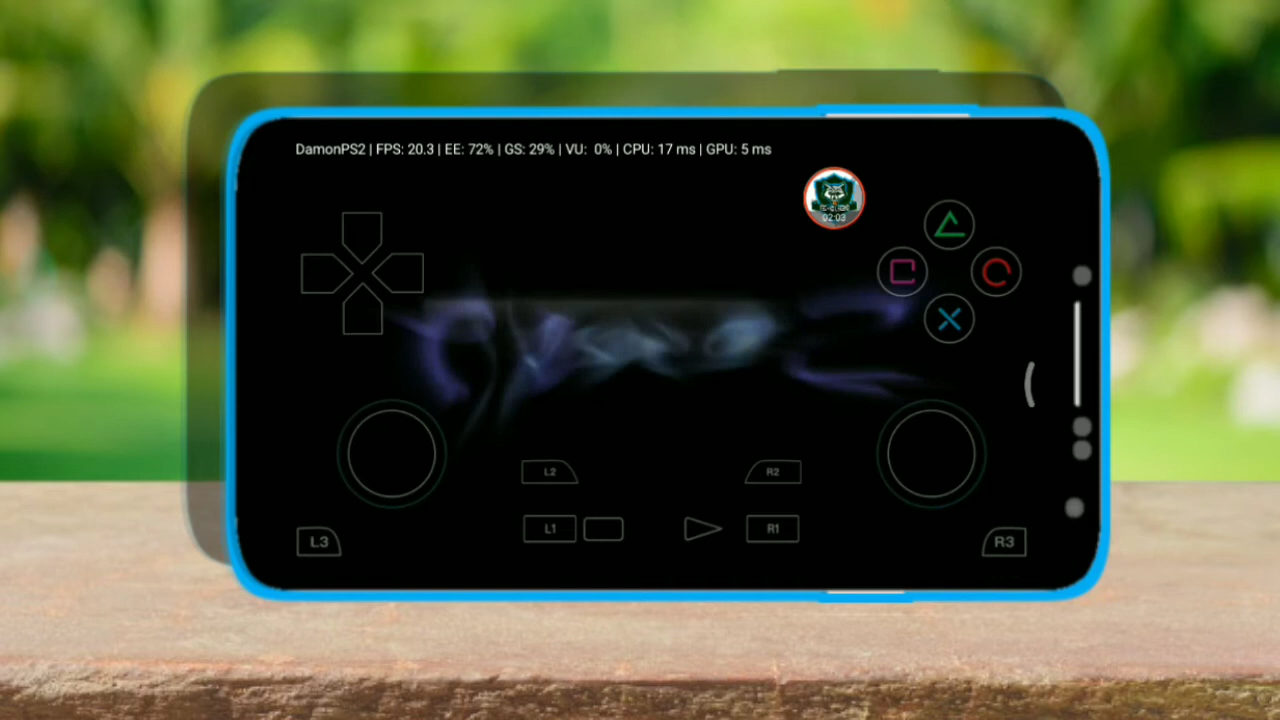 DamonPS2 | FPS: 20.3 | EE: 72% | GS: 29% | VU: 0% | CPU: 17 ms | GPU: 5 ms
02:03
L2
R2
L1
R1
L3
R3